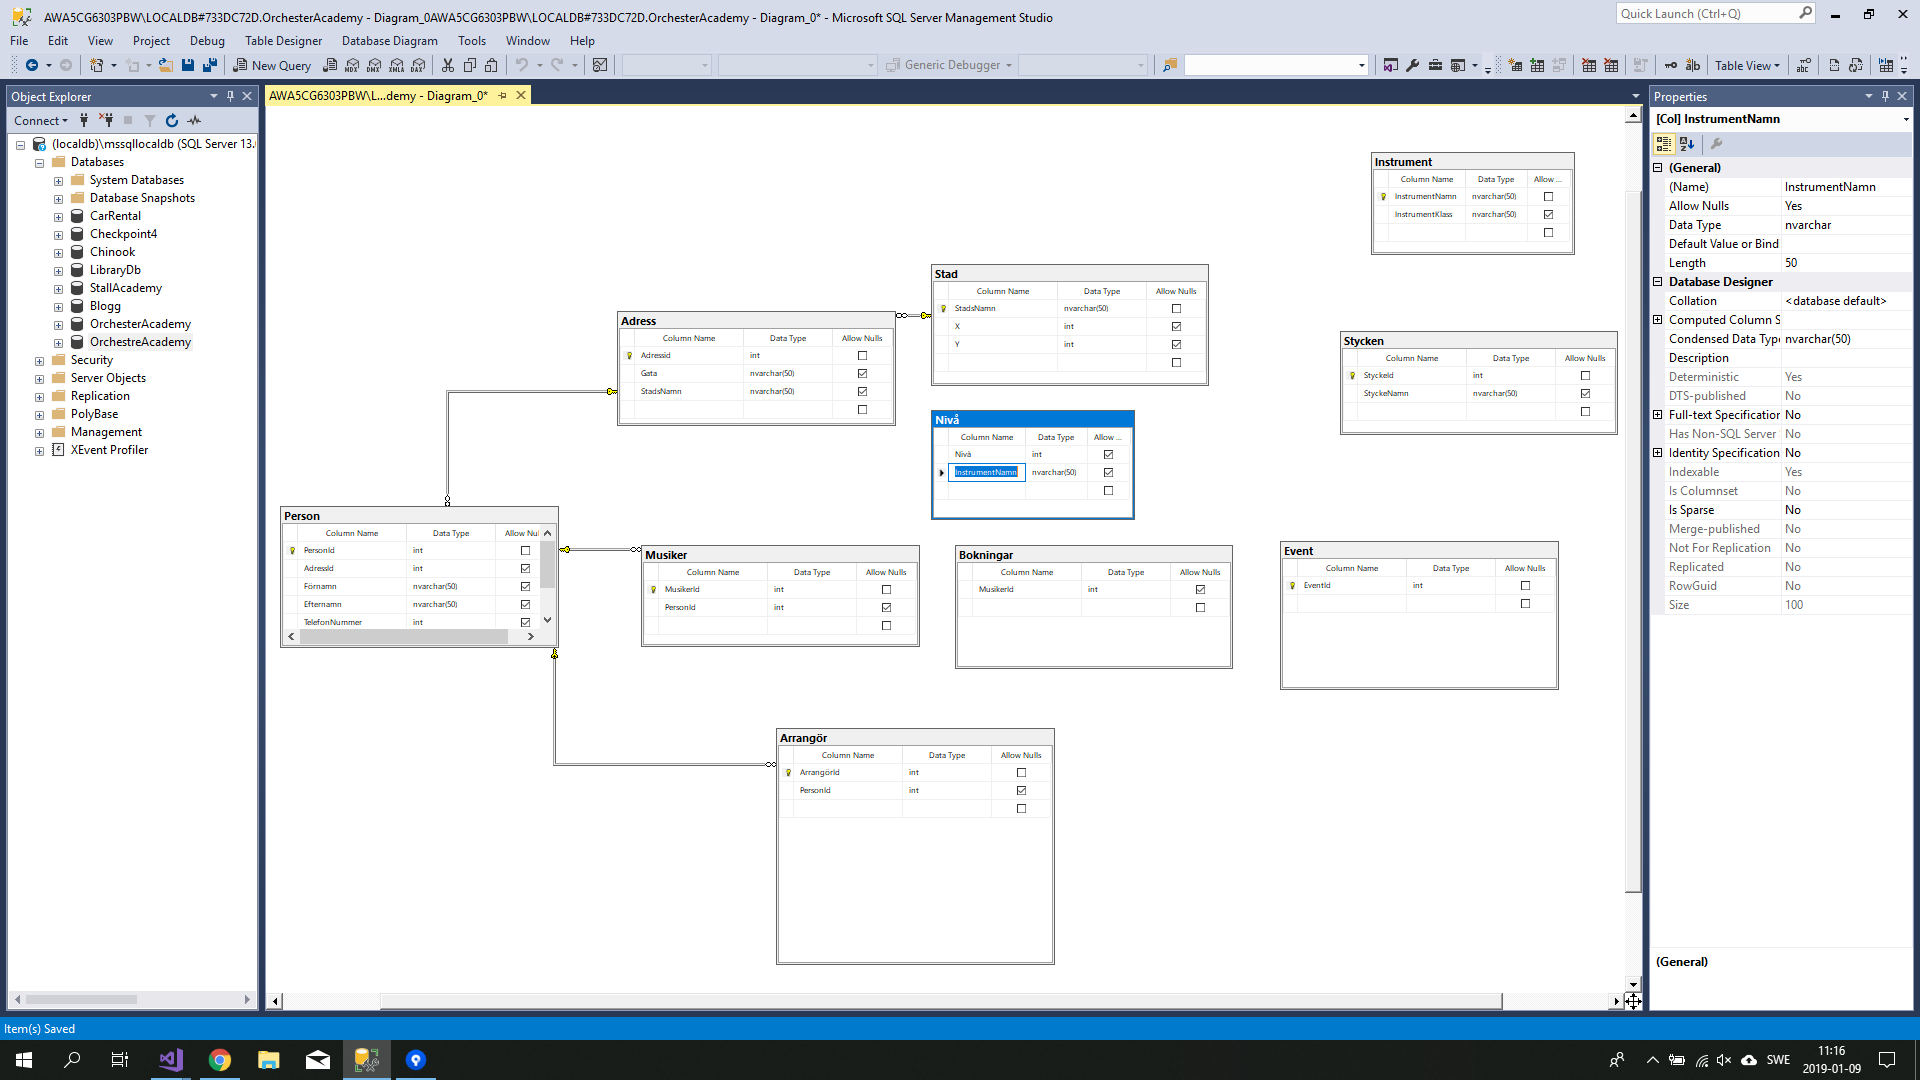 AWA5CG6303PBW\LOCALDB#733DC72D.OrchesterAcademy - Diagram_0AWA5CG6303PBW\LOCALDB#733DC72D.OrchesterAcademy - Diagram_0* - Microsoft SQL Server Management Studio
Quick Launch (Ctrl+Q)
File Edit View Project Debug Table Designer Database Diagram Tools Window Help
New Query MDX DMX XMLA DAX Generic Debugger Table View
Object Explorer
Connect
(localdb)\mssqllocaldb (SQL Server 13.
Databases
System Databases
Database Snapshots
CarRental
Checkpoint4
Chinook
LibraryDb
StallAcademy
Blogg
OrchesterAcademy
OrchestreAcademy
Security
Server Objects
Replication
PolyBase
Management
XEvent Profiler
AWA5CG6303PBW\L...demy - Diagram_0*
Instrument
Column Name Data Type Allow ...
InstrumentNamn nvarchar(50)
InstrumentKlass nvarchar(50)
Stad
Column Name Data Type Allow Nulls
StadsNamn nvarchar(50)
X int
Y int
Adress
Column Name Data Type Allow Nulls
Adressid int
Gata nvarchar(50)
StadsNamn nvarchar(50)
Stycken
Column Name Data Type Allow Nulls
StyckeId int
StyckeNamn nvarchar(50)
Nivå
Column Name Data Type Allow ...
Nivå int
InstrumentNamn nvarchar(50)
Person
Column Name Data Type Allow Nul
PersonId int
AdressId int
Förnamn nvarchar(50)
Efternamn nvarchar(50)
TelefonNummer int
Musiker
Column Name Data Type Allow Nulls
MusikerId int
PersonId int
Bokningar
Column Name Data Type Allow Nulls
MusikerId int
Event
Column Name Data Type Allow Nulls
EventId int
Arrangör
Column Name Data Type Allow Nulls
ArrangörId int
PersonId int
Properties
[Col] InstrumentNamn
(General)
(Name) InstrumentNamn
Allow Nulls Yes
Data Type nvarchar
Default Value or Bind
Length 50
Database Designer
Collation <database default>
Computed Column S
Condensed Data Type nvarchar(50)
Description
Deterministic Yes
DTS-published No
Full-text Specification No
Has Non-SQL Server No
Identity Specification No
Indexable Yes
Is Columnset No
Is Sparse No
Merge-published No
Not For Replication No
Replicated No
RowGuid No
Size 100
(General)
Item(s) Saved
SWE
11:16
2019-01-09